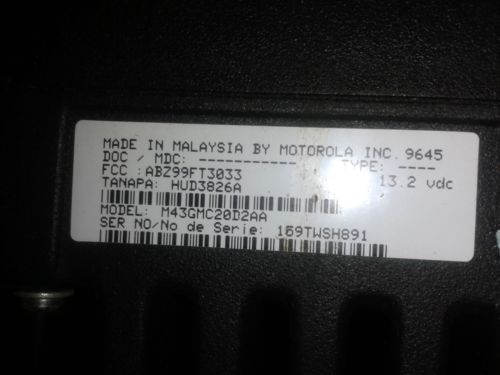 MADE IN MALAYSIA BY MOTOROLA INC. 9645
DOC / MDC: ----------- TYPE: ----
FCC : ABZ99FT3033 13.2 vdc
TANAPA: HUD3826A
MODEL: M43GMC20D2AA
SER NO/No de Serie: 159TWSH891